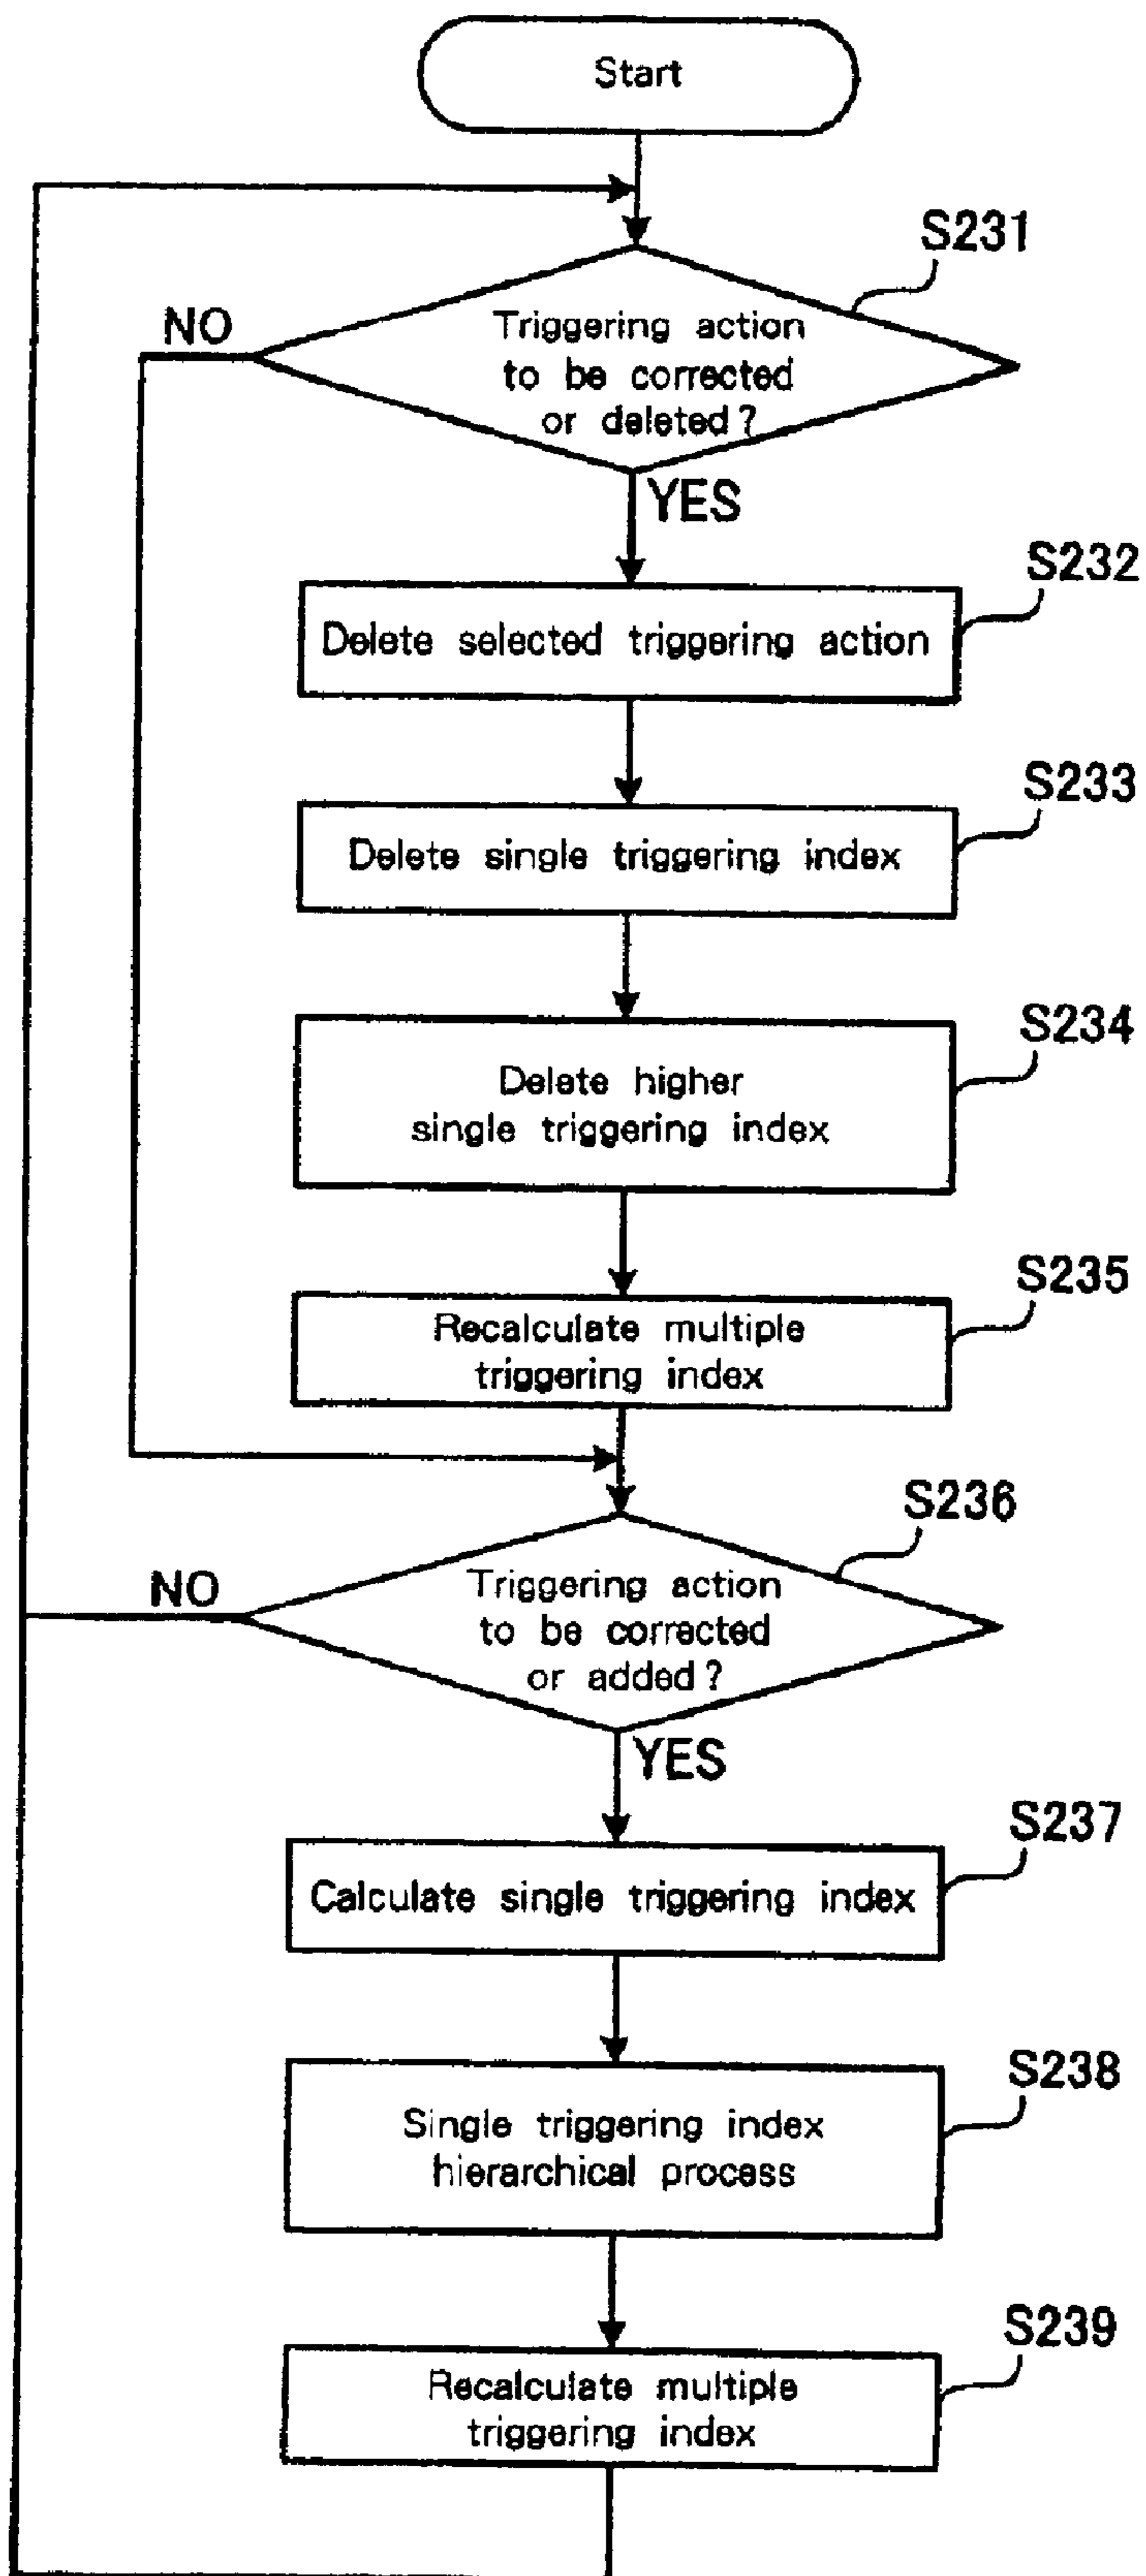 Start
S231
NO
Triggering action
to be corrected
or deleted?
YES
S232
Delete selected triggering action
S233
Delete single triggering index
S234
Delete higher
single triggering index
S235
Recalculate multiple
triggering index
S236
NO
Triggering action
to be corrected
or added?
YES
S237
Calculate single triggering index
S238
Single triggering index
hierarchical process
S239
Recalculate multiple
triggering index